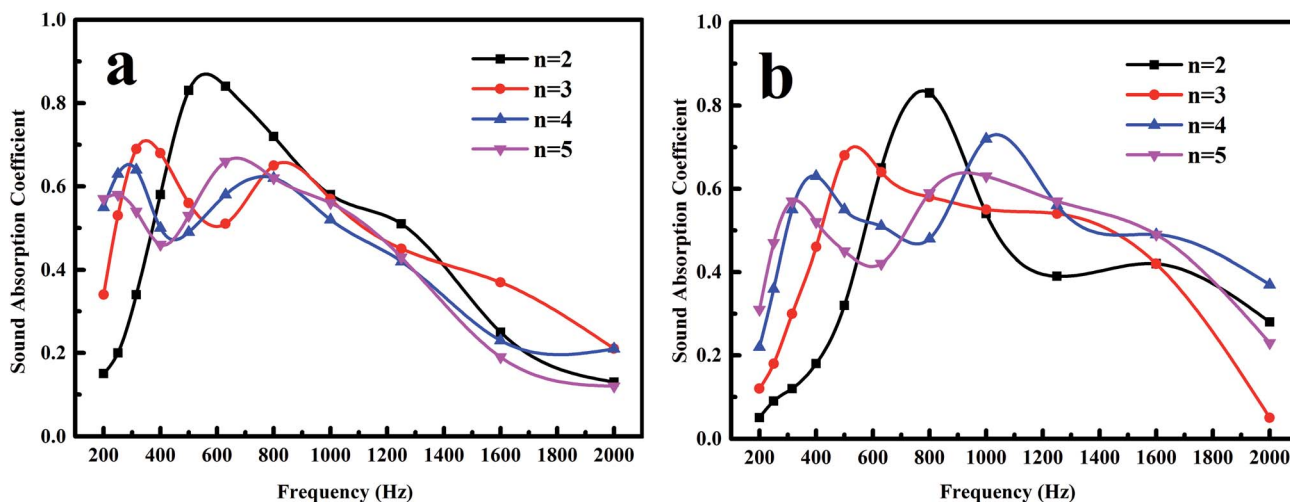 a
n=2
n=3
n=4
n=5
Sound Absorption Coefficient
1.0
0.8
0.6
0.4
0.2
0.0
200 400 600 800 1000 1200 1400 1600 1800 2000
Frequency (Hz)
b
n=2
n=3
n=4
n=5
Sound Absorption Coefficient
1.0
0.8
0.6
0.4
0.2
0.0
200 400 600 800 1000 1200 1400 1600 1800 2000
Frequency (Hz)